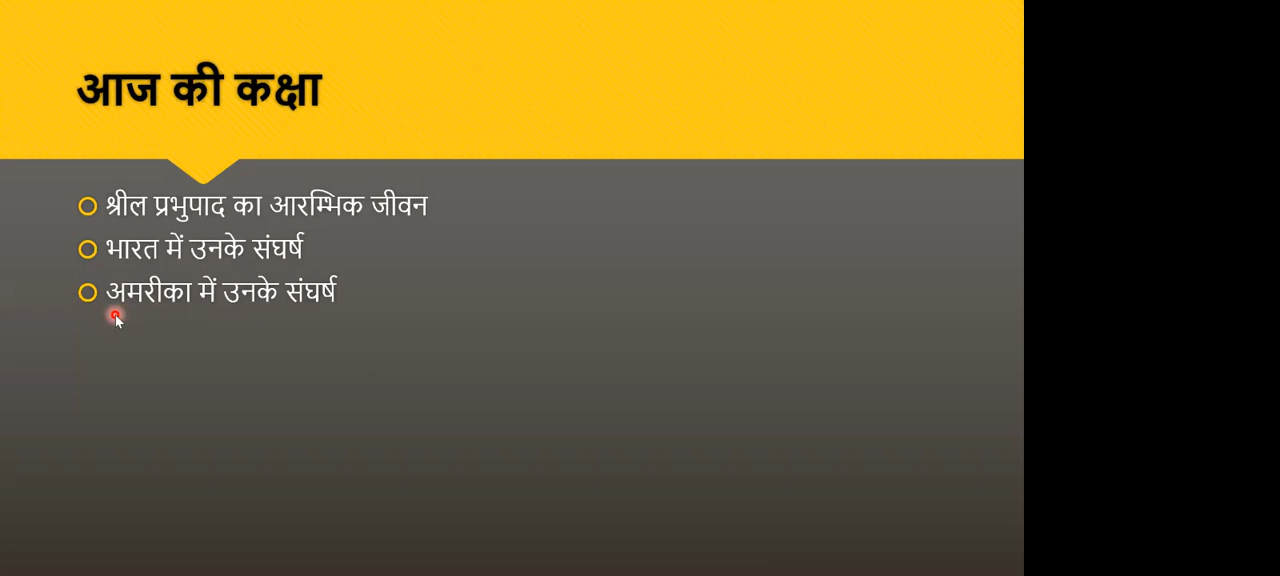 आज की कक्षा
श्रील प्रभुपाद का आरम्भिक जीवन
भारत में उनके संघर्ष
अमरीका में उनके संघर्ष